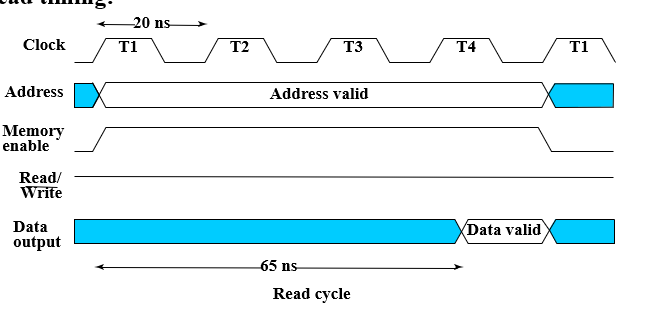 ead timing:
20 ns
Clock T1 T2 T3 T4 T1
Address Address valid
Memory
enable
Read/
Write
Data
output Data valid
65 ns
Read cycle